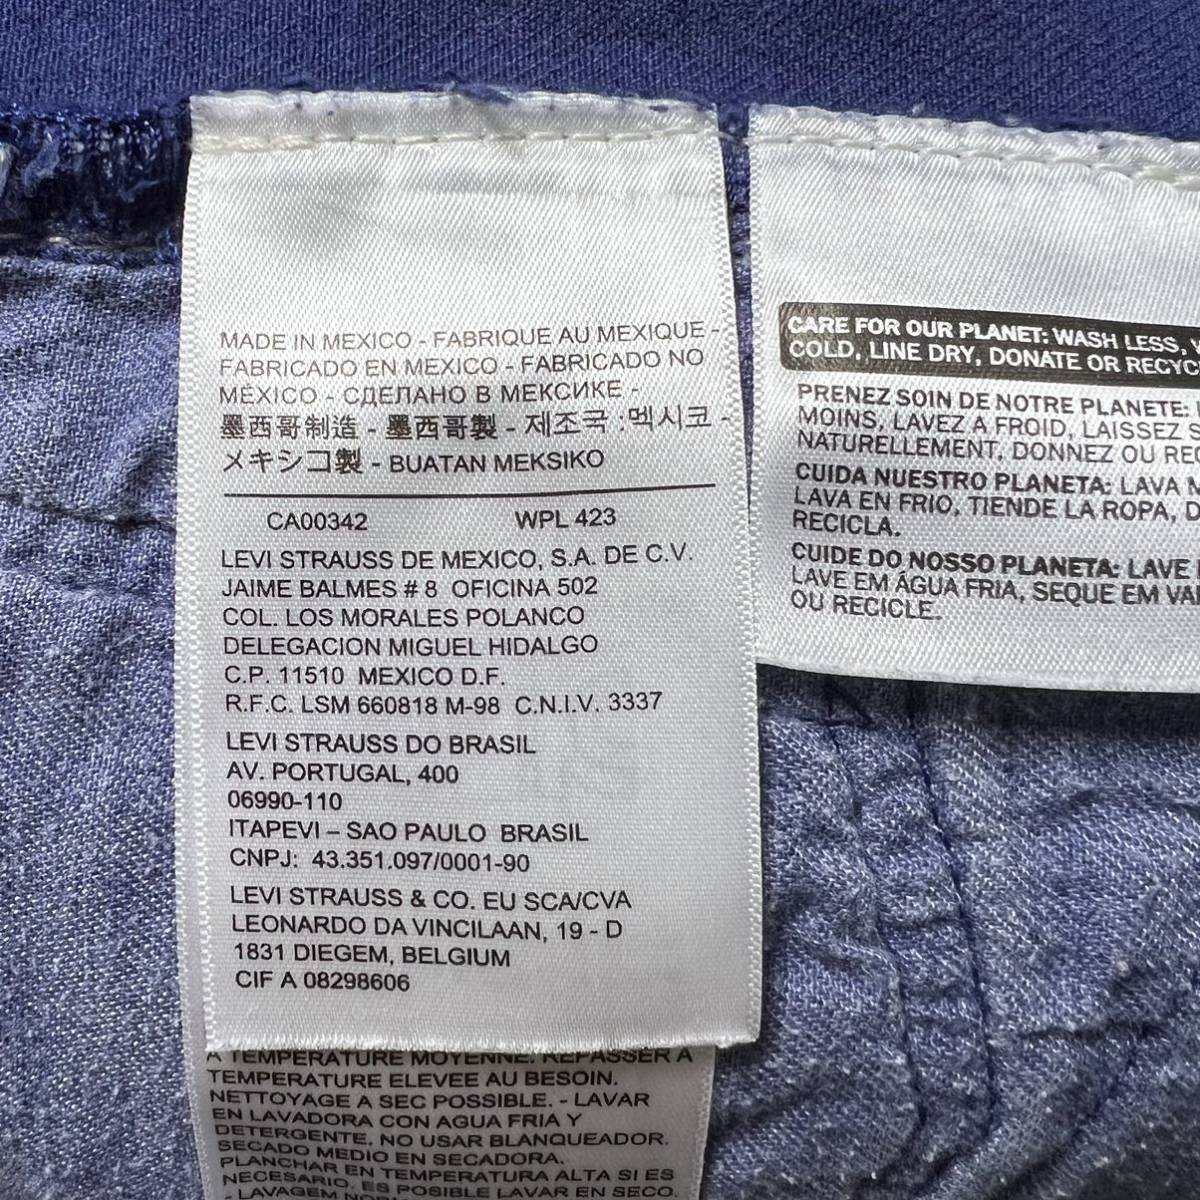 MADE IN MEXICO - FABRIQUE AU MEXIQUE -
FABRICADO EN MEXICO - FABRICADO NO
MÉXICO - СДЕЛАНО В МЕКСИКЕ -
墨西哥制造 - 墨西哥製 - 제조국 :멕시코 -
メキシコ製 - BUATAN MEKSIKO
CA00342 WPL 423
LEVI STRAUSS DE MEXICO, S.A. DE C.V.
JAIME BALMES # 8 OFICINA 502
COL. LOS MORALES POLANCO
DELEGACION MIGUEL HIDALGO
C.P. 11510 MEXICO D.F.
R.F.C. LSM 660818 M-98 C.N.I.V. 3337
LEVI STRAUSS DO BRASIL
AV. PORTUGAL, 400
06990-110
ITAPEVI – SAO PAULO BRASIL
CNPJ: 43.351.097/0001-90
LEVI STRAUSS & CO. EU SCA/CVA
LEONARDO DA VINCILAAN, 19 - D
1831 DIEGEM, BELGIUM
CIF A 08298606
A TEMPERATURE MOYENNE. REPASSER A
TEMPERATURE ELEVEE AU BESOIN.
NETTOYAGE A SEC POSSIBLE. - LAVAR
EN LAVADORA CON AGUA FRIA Y
DETERGENTE. NO USAR BLANQUEADOR.
SECADO MEDIO EN SECADORA.
PLANCHAR EN TEMPERATURA ALTA SI ES
NECESARIO. ES POSIBLE LAVAR EN SECO.
- LAVAGEM
CARE FOR OUR PLANET: WASH LESS,
COLD, LINE DRY, DONATE OR RECYC
PRENEZ SOIN DE NOTRE PLANETE:
MOINS, LAVEZ A FROID, LAISSEZ S
NATURELLEMENT, DONNEZ OU REC
CUIDA NUESTRO PLANETA: LAVA M
LAVA EN FRIO, TIENDE LA ROPA, D
RECICLA.
CUIDE DO NOSSO PLANETA: LAVE
LAVE EM ÁGUA FRIA, SEQUE EM VAR
OU RECICLE.